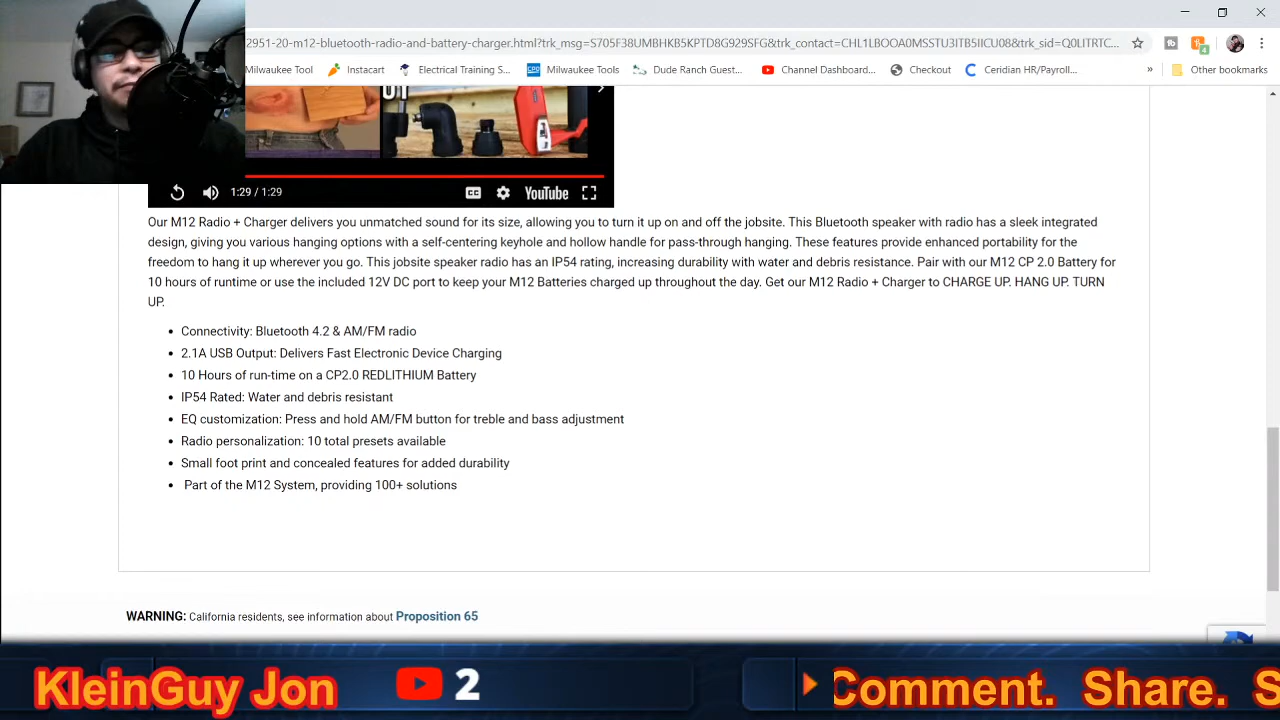 2951-20-m12-bluetooth-radio-and-battery-charger.html?trk_msg=S705F38UMBHKB5KPTD8G929SFG&trk_contact=CHL1LBOOA0MSSTU3ITB5IICU08&trk_sid=Q0LITRTC...
Milwaukee Tool Instacart Electrical Training S... Milwaukee Tools Dude Ranch Guest... Channel Dashboard... Checkout Ceridian HR/Payroll... » Other bookmarks
1:29 / 1:29 CC YouTube
Our M12 Radio + Charger delivers you unmatched sound for its size, allowing you to turn it up on and off the jobsite. This Bluetooth speaker with radio has a sleek integrated
design, giving you various hanging options with a self-centering keyhole and hollow handle for pass-through hanging. These features provide enhanced portability for the
freedom to hang it up wherever you go. This jobsite speaker radio has an IP54 rating, increasing durability with water and debris resistance. Pair with our M12 CP 2.0 Battery for
10 hours of runtime or use the included 12V DC port to keep your M12 Batteries charged up throughout the day. Get our M12 Radio + Charger to CHARGE UP. HANG UP. TURN
UP.
• Connectivity: Bluetooth 4.2 & AM/FM radio
• 2.1A USB Output: Delivers Fast Electronic Device Charging
• 10 Hours of run-time on a CP2.0 REDLITHIUM Battery
• IP54 Rated: Water and debris resistant
• EQ customization: Press and hold AM/FM button for treble and bass adjustment
• Radio personalization: 10 total presets available
• Small foot print and concealed features for added durability
• Part of the M12 System, providing 100+ solutions
WARNING: California residents, see information about Proposition 65
KleinGuy Jon 2 Comment. Share. S